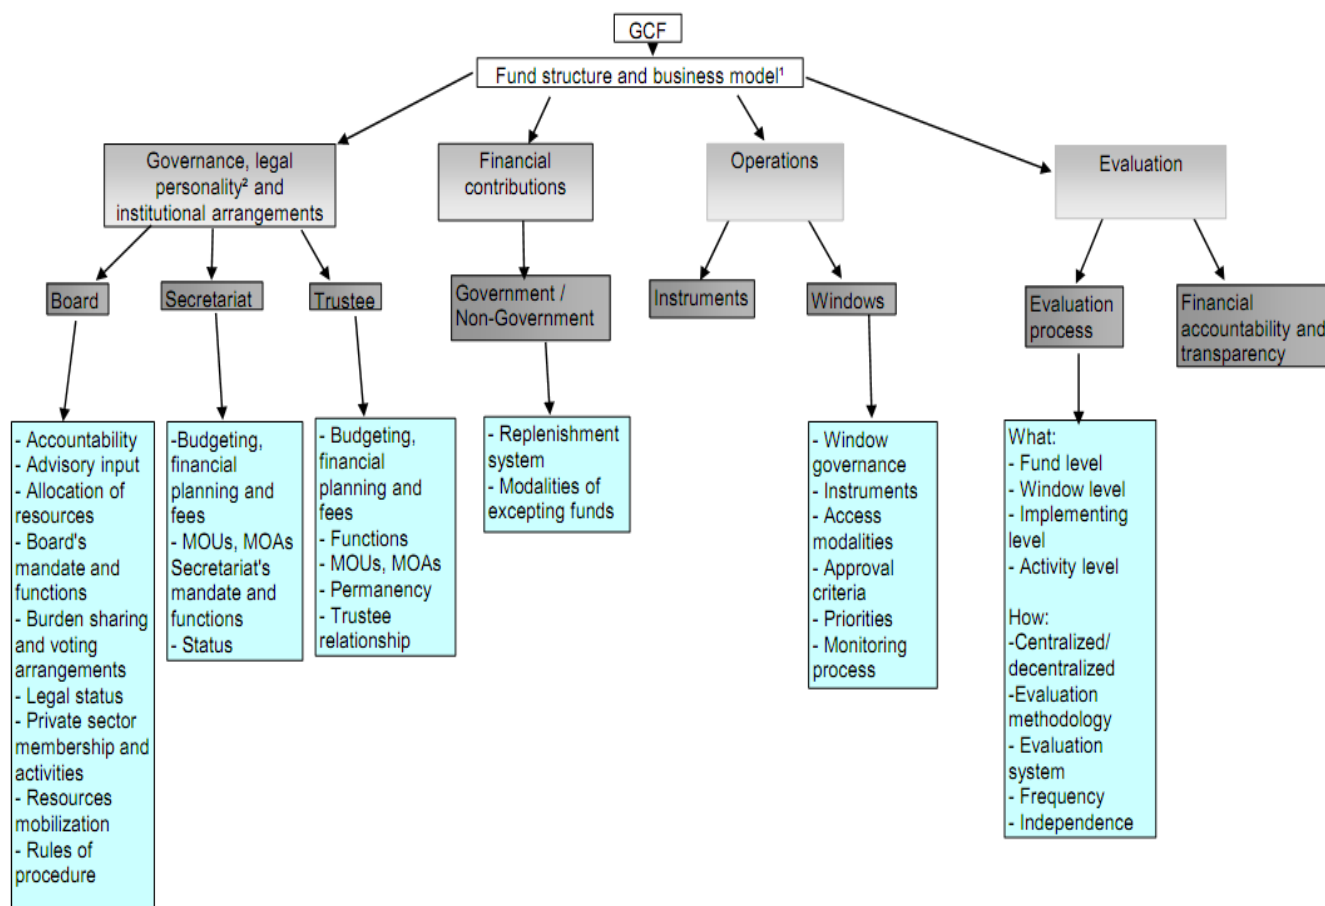 GCF
Fund structure and business model¹
Governance, legal
personality² and
institutional arrangements
Financial
contributions
Operations
Evaluation
Board
Secretariat
Trustee
Government /
Non-Government
Instruments
Windows
Evaluation
process
Financial
accountability and
transparency
- Accountability
- Advisory input
- Allocation of
resources
- Board's
mandate and
functions
- Burden sharing
and voting
arrangements
- Legal status
- Private sector
membership and
activities
- Resources
mobilization
- Rules of
procedure
-Budgeting,
financial
planning and
fees
- MOUs, MOAs
Secretariat's
mandate and
functions
- Status
- Budgeting,
financial
planning and
fees
- Functions
- MOUs, MOAs
- Permanency
- Trustee
relationship
- Replenishment
system
- Modalities of
excepting funds
- Window
governance
- Instruments
- Access
modalities
- Approval
criteria
- Priorities
- Monitoring
process
What:
- Fund level
- Window level
- Implementing
level
- Activity level
How:
-Centralized/
decentralized
-Evaluation
methodology
- Evaluation
system
- Frequency
- Independence